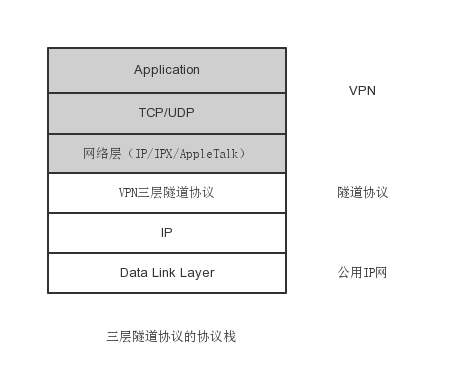 Application
VPN
TCP/UDP
网络层（IP/IPX/AppleTalk）
VPN三层隧道协议
隧道协议
IP
Data Link Layer
公用IP网
三层隧道协议的协议栈